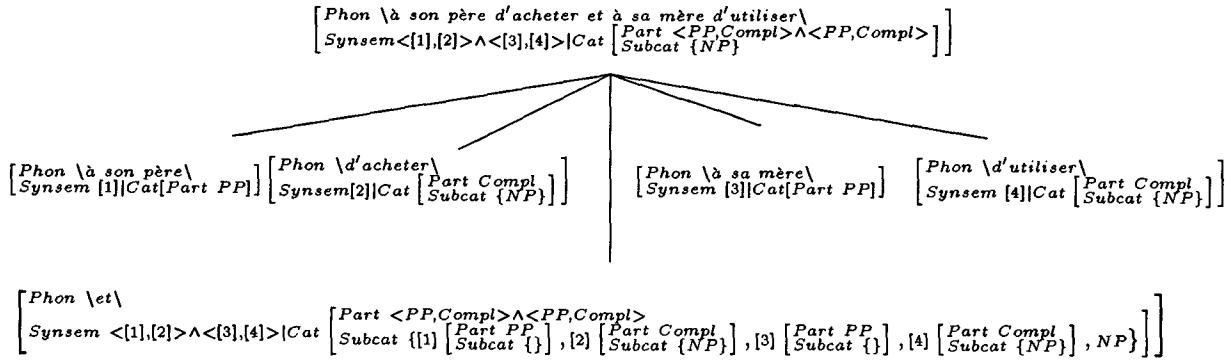 Phon \à son père d'acheter et à sa mère d'utiliser\
Synsem<[1],[2]>∧<[3],[4]>|Cat [Part <PP,Compl>∧<PP,Compl>
Subcat {NP}]
[Phon \à son père\
Synsem [1]|Cat[Part PP]]
[Phon \d'acheter\
Synsem[2]|Cat [Part Compl
Subcat {NP}]]
[Phon \à sa mère\
Synsem [3]|Cat[Part PP]]
[Phon \d'utiliser\
Synsem [4]|Cat [Part Compl
Subcat {NP}]]
[Phon \et\
Synsem <[1],[2]>∧<[3],[4]>|Cat [Part <PP,Compl>∧<PP,Compl>
Subcat {[1] [Part PP
Subcat {}] , [2] [Part Compl
Subcat {NP}] , [3] [Part PP
Subcat {}] , [4] [Part Compl
Subcat {NP}] , NP}]]